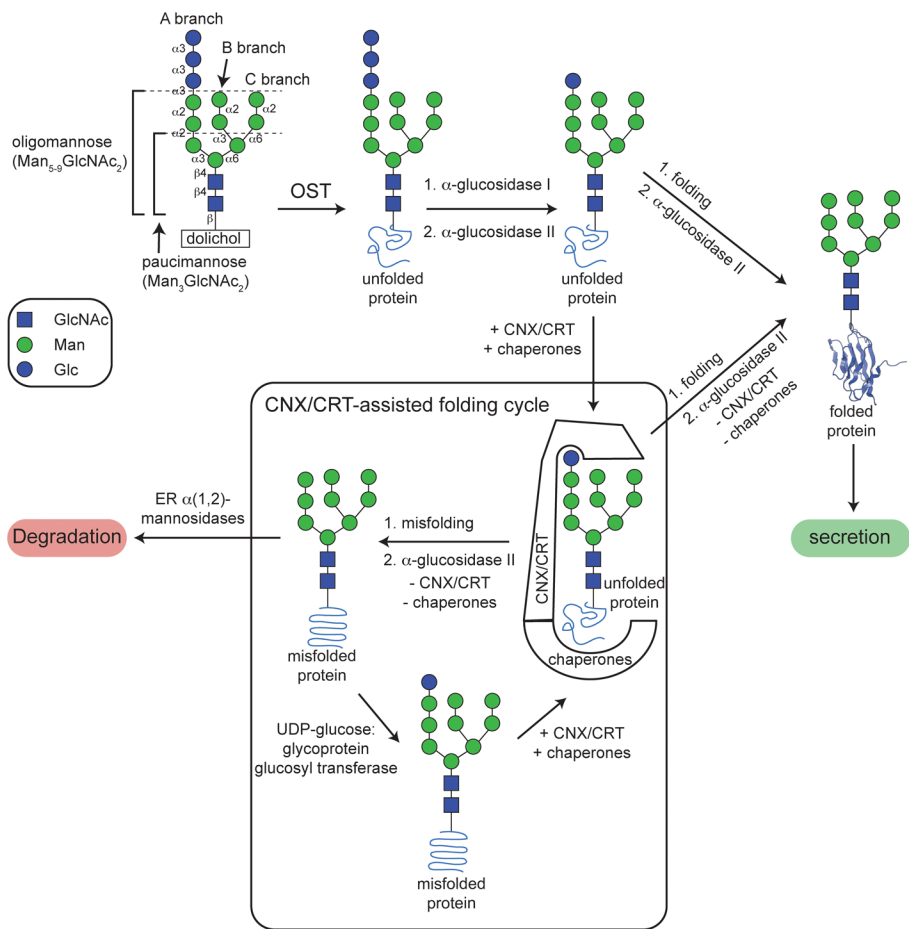 A branch
B branch
C branch
α3
α3
α3
α2
α2
α2
α2
α3
α6
α3
α6
β4
β4
β
oligomannose
(Man5-9GlcNAc2)
dolichol
paucimannose
(Man3GlcNAc2)
OST
unfolded
protein
1. α-glucosidase I
2. α-glucosidase II
unfolded
protein
1. folding
2. α-glucosidase II
GlcNAc
Man
Glc
+ CNX/CRT
+ chaperones
1. folding
2. α-glucosidase II
- CNX/CRT
- chaperones
folded
protein
secretion
CNX/CRT-assisted folding cycle
ER α(1,2)-
mannosidases
Degradation
1. misfolding
2. α-glucosidase II
- CNX/CRT
- chaperones
CNX/CRT
unfolded
protein
chaperones
misfolded
protein
UDP-glucose:
glycoprotein
glucosyl transferase
+ CNX/CRT
+ chaperones
misfolded
protein